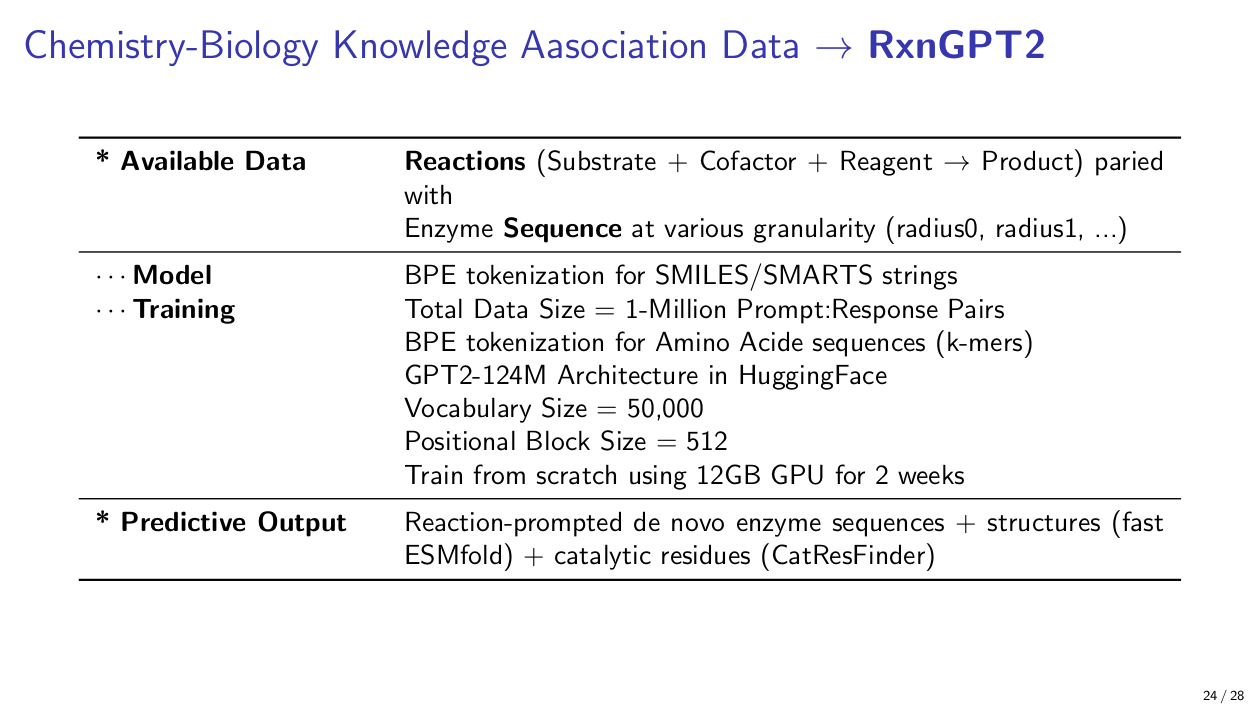 Chemistry-Biology Knowledge Aasociation Data → RxnGPT2
* Available Data
Reactions (Substrate + Cofactor + Reagent → Product) paried
with
Enzyme Sequence at various granularity (radius0, radius1, ...)
··· Model
BPE tokenization for SMILES/SMARTS strings
··· Training
Total Data Size = 1-Million Prompt:Response Pairs
BPE tokenization for Amino Acide sequences (k-mers)
GPT2-124M Architecture in HuggingFace
Vocabulary Size = 50,000
Positional Block Size = 512
Train from scratch using 12GB GPU for 2 weeks
* Predictive Output
Reaction-prompted de novo enzyme sequences + structures (fast
ESMfold) + catalytic residues (CatResFinder)
24 / 28